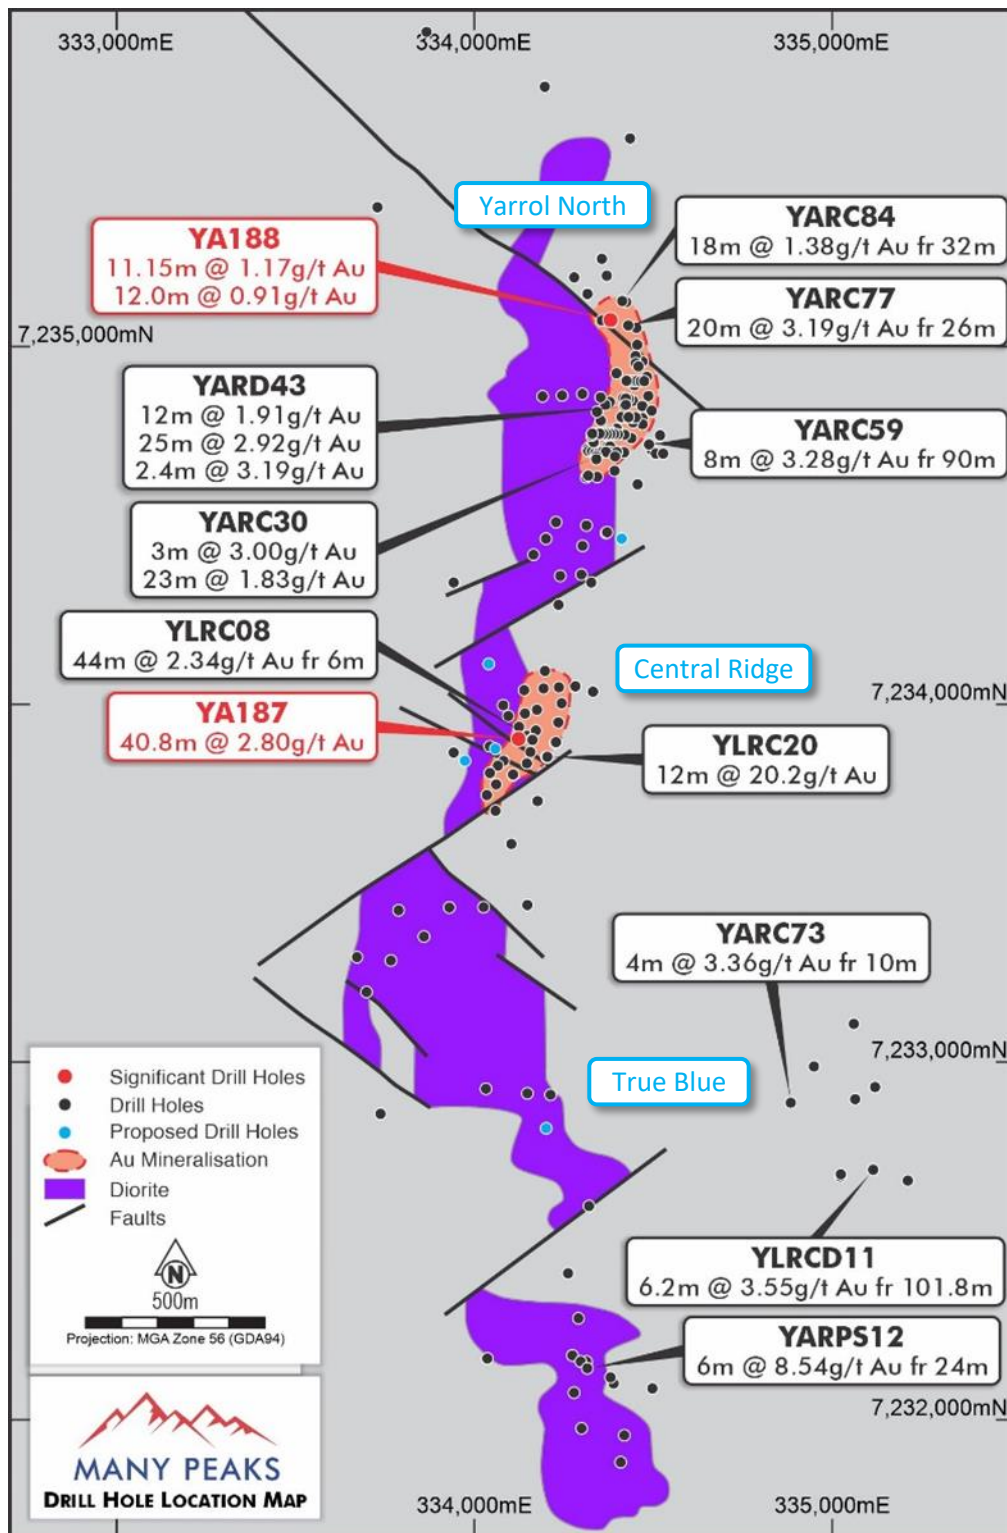 333,000mE
334,000mE
335,000mE
Yarrol North
YARC84
18m @ 1.38g/t Au fr 32m
YA188
11.15m @ 1.17g/t Au
12.0m @ 0.91g/t Au
YARC77
20m @ 3.19g/t Au fr 26m
7,235,000mN
YARD43
12m @ 1.91g/t Au
25m @ 2.92g/t Au
2.4m @ 3.19g/t Au
YARC59
8m @ 3.28g/t Au fr 90m
YARC30
3m @ 3.00g/t Au
23m @ 1.83g/t Au
YLRC08
44m @ 2.34g/t Au fr 6m
Central Ridge
7,234,000mN
YA187
40.8m @ 2.80g/t Au
YLRC20
12m @ 20.2g/t Au
YARC73
4m @ 3.36g/t Au fr 10m
7,233,000mN
True Blue
Significant Drill Holes
Drill Holes
Proposed Drill Holes
Au Mineralisation
Diorite
Faults
N
500m
Projection: MGA Zone 56 (GDA94)
YLRCD11
6.2m @ 3.55g/t Au fr 101.8m
YARPS12
6m @ 8.54g/t Au fr 24m
7,232,000mN
MANY PEAKS
DRILL HOLE LOCATION MAP
334,000mE
335,000mE